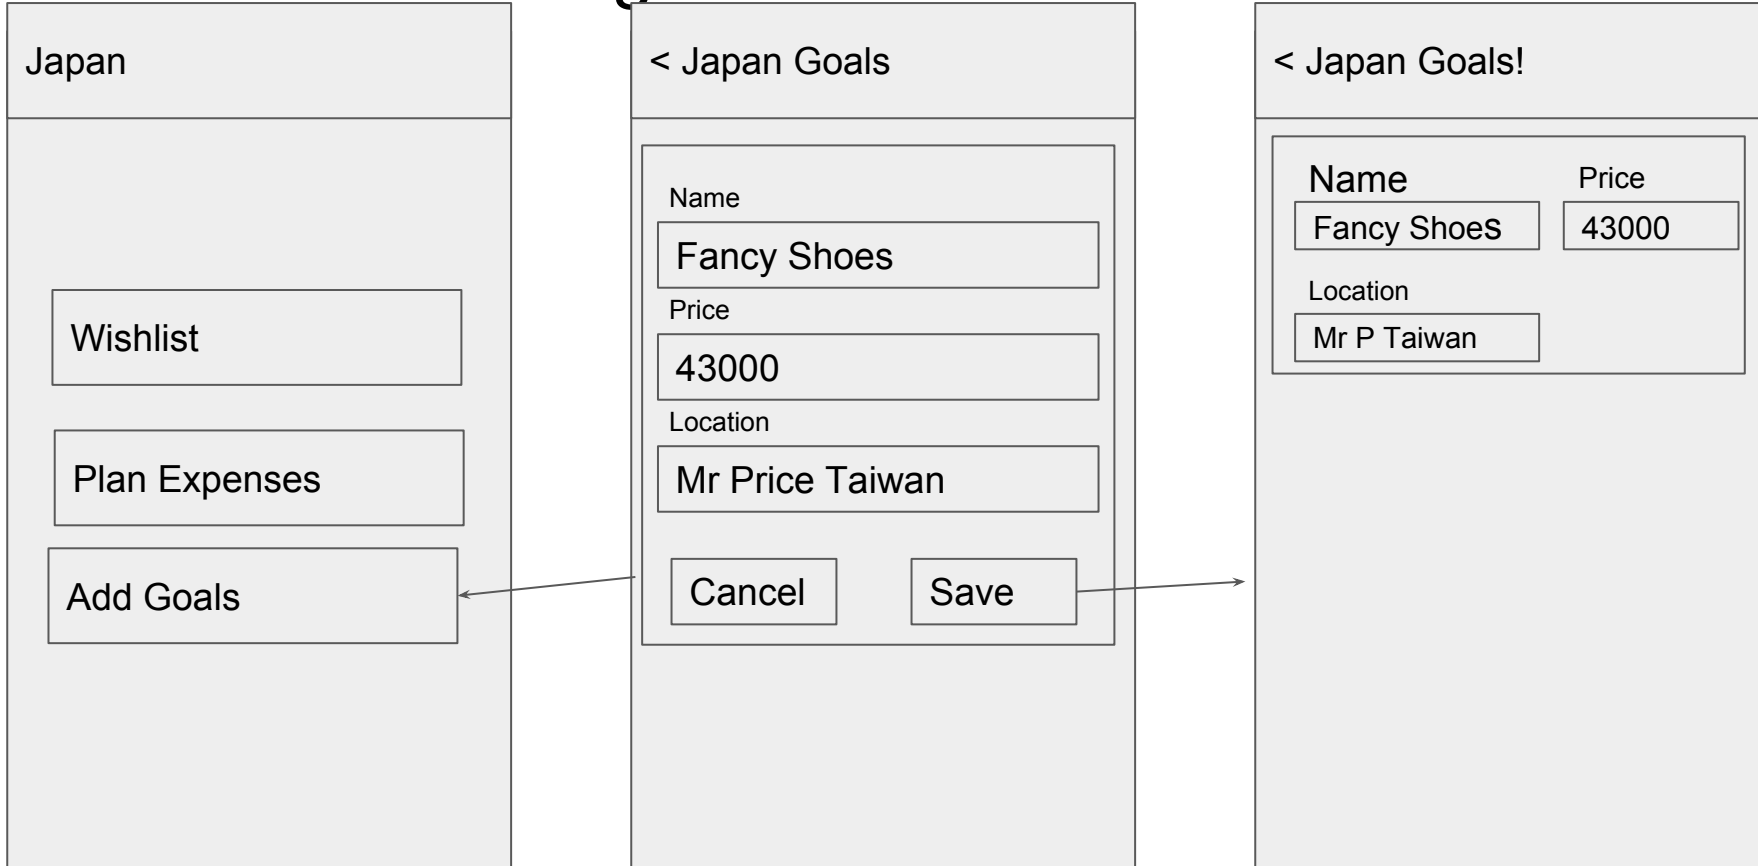 Japan
Wishlist
Plan Expenses
Add Goals
< Japan Goals
Name
Fancy Shoes
Price
43000
Location
Mr Price Taiwan
Cancel
Save
< Japan Goals!
Name
Price
Fancy Shoes
43000
Location
Mr P Taiwan